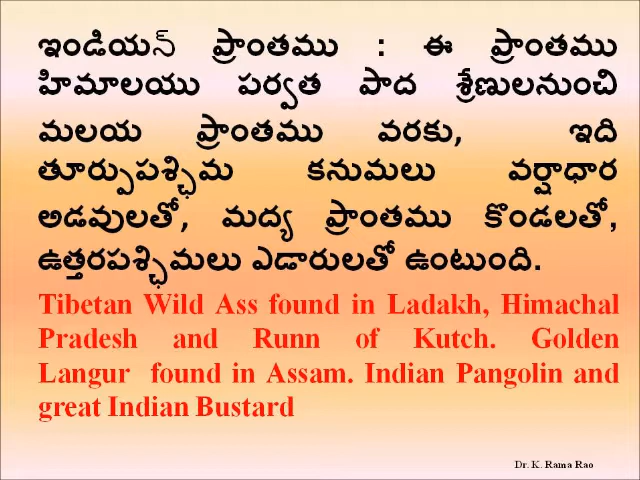 ఇండియన్ ప్రాంతము : ఈ ప్రాంతము
హిమాలయు పర్వత పాద శ్రేణులనుంచి
మలయ ప్రాంతము వరకు, ఇది
తూర్పుపశ్చిమ కనుమలు వర్షాధార
అడవులతో, మద్య ప్రాంతము కొండలతో,
ఉత్తరపశ్చిమలు ఎడారులతో ఉంటుంది.
Tibetan Wild Ass found in Ladakh, Himachal
Pradesh and Runn of Kutch. Golden
Langur found in Assam. Indian Pangolin and
great Indian Bustard
Dr. K. Rama Rao